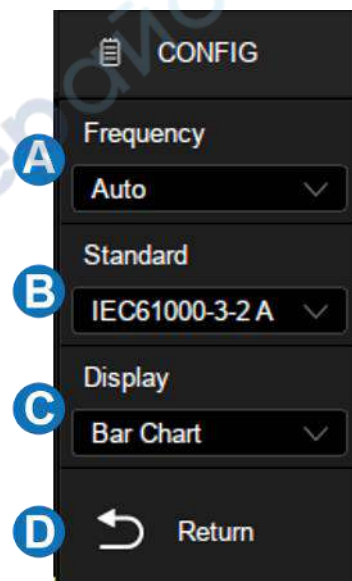 CONFIG
A
Frequency
Auto
Standard
B
IEC61000-3-2 A
Display
C
Bar Chart
D
Return